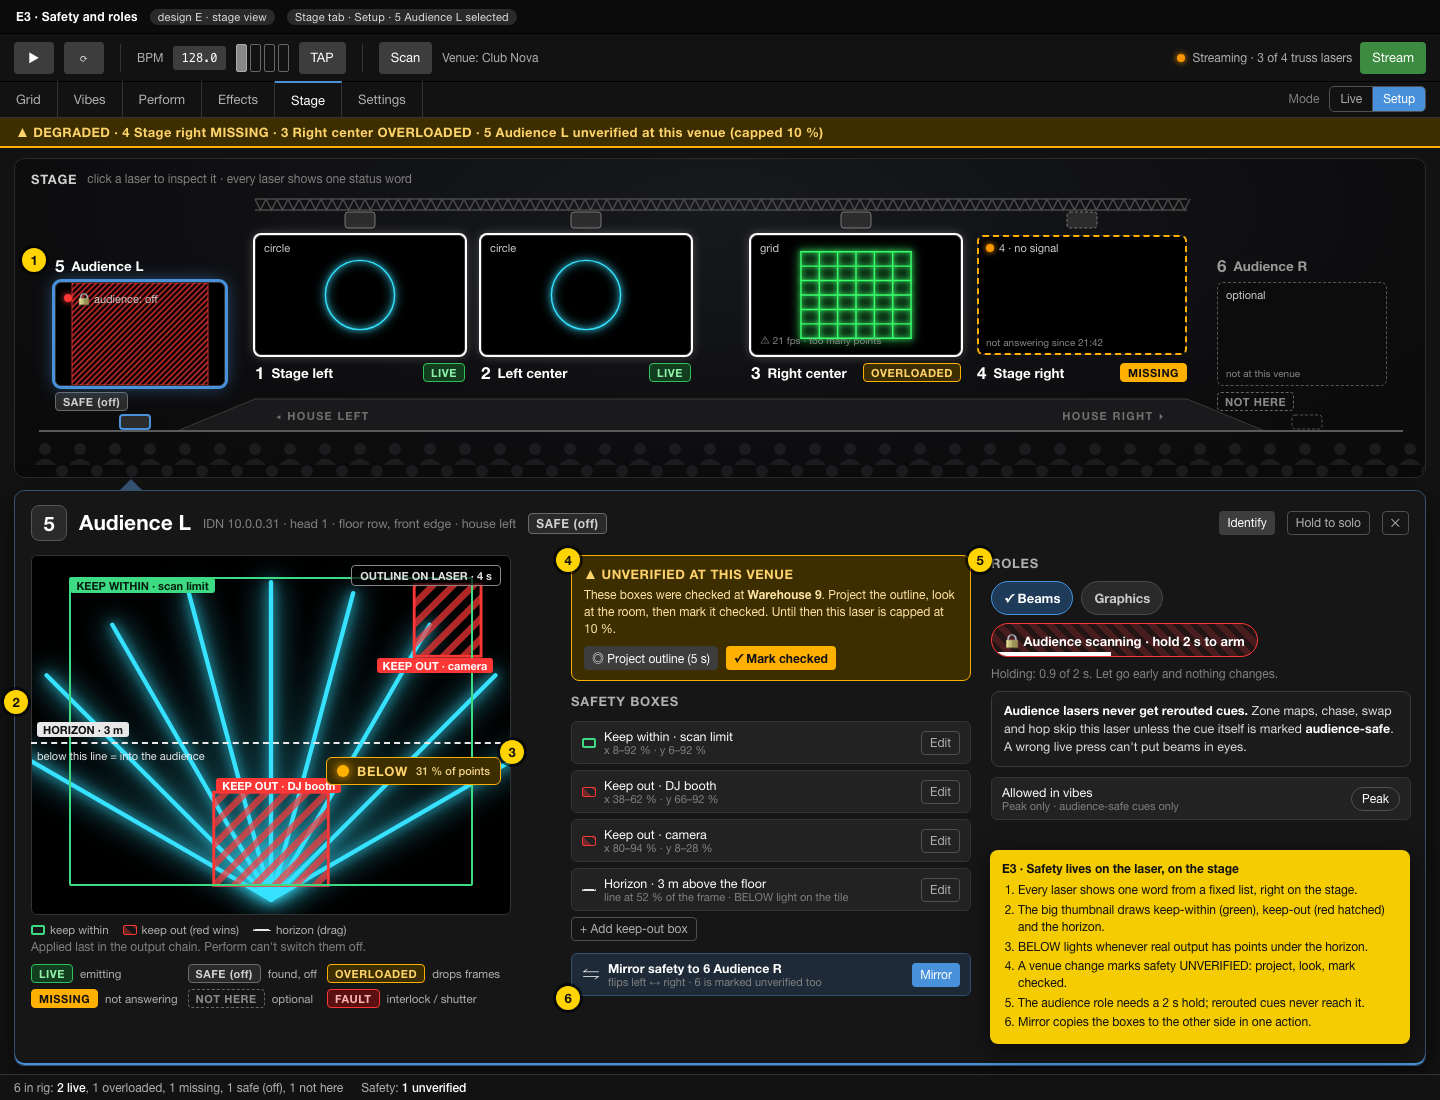 E3 · Safety and roles design E · stage view Stage tab · Setup · 5 Audience L selected
BPM 128.0 TAP Scan Venue: Club Nova Streaming · 3 of 4 truss lasers Stream
Grid Vibes Perform Effects Stage Settings Mode Live Setup
▲ DEGRADED · 4 Stage right MISSING · 3 Right center OVERLOADED · 5 Audience L unverified at this venue (capped 10 %)
STAGE click a laser to inspect it · every laser shows one status word
1
5 Audience L
🔒 audience: off
SAFE (off)
circle
1 Stage left LIVE
circle
2 Left center LIVE
grid
⚠ 21 fps · too many points
3 Right center OVERLOADED
4 · no signal
not answering since 21:42
4 Stage right MISSING
6 Audience R
optional
not at this venue
NOT HERE
◂ HOUSE LEFT
HOUSE RIGHT ▸
5 Audience L IDN 10.0.0.31 · head 1 · floor row, front edge · house left SAFE (off)
Identify Hold to solo ×
KEEP WITHIN · scan limit
OUTLINE ON LASER · 4 s
KEEP OUT · camera
2
HORIZON · 3 m
below this line = into the audience
3
BELOW 31 % of points
KEEP OUT · DJ booth
keep within keep out (red wins) horizon (drag)
Applied last in the output chain. Perform can't switch them off.
LIVE emitting SAFE (off) found, off OVERLOADED drops frames
MISSING not answering NOT HERE optional FAULT interlock / shutter
4
▲ UNVERIFIED AT THIS VENUE
These boxes were checked at Warehouse 9. Project the outline, look
at the room, then mark it checked. Until then this laser is capped at
10 %.
◎ Project outline (5 s) ✓ Mark checked
SAFETY BOXES
Keep within · scan limit
x 8–92 % · y 6–92 %
Edit
Keep out · DJ booth
x 38–62 % · y 66–92 %
Edit
Keep out · camera
x 80–94 % · y 8–28 %
Edit
Horizon · 3 m above the floor
line at 52 % of the frame · BELOW light on the tile
Edit
+ Add keep-out box
Mirror safety to 6 Audience R
flips left ↔ right · 6 is marked unverified too
Mirror
6
5
ROLES
✓ Beams Graphics
🔒 Audience scanning · hold 2 s to arm
Holding: 0.9 of 2 s. Let go early and nothing changes.
Audience lasers never get rerouted cues. Zone maps, chase, swap
and hop skip this laser unless the cue itself is marked audience-safe.
A wrong live press can't put beams in eyes.
Allowed in vibes
Peak only · audience-safe cues only
Peak
E3 · Safety lives on the laser, on the stage
1. Every laser shows one word from a fixed list, right on the stage.
2. The big thumbnail draws keep-within (green), keep-out (red hatched)
and the horizon.
3. BELOW lights whenever real output has points under the horizon.
4. A venue change marks safety UNVERIFIED: project, look, mark
checked.
5. The audience role needs a 2 s hold; rerouted cues never reach it.
6. Mirror copies the boxes to the other side in one action.
6 in rig: 2 live, 1 overloaded, 1 missing, 1 safe (off), 1 not here Safety: 1 unverified